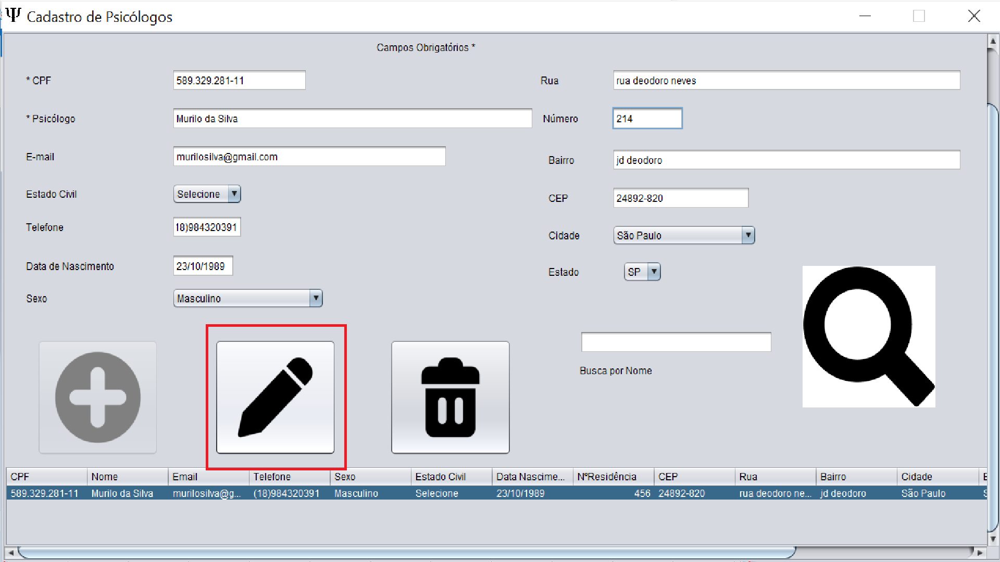 Ψ Cadastro de Psicólogos
Campos Obrigatórios *
* CPF 589.329.281-11
* Psicólogo Murilo da Silva
E-mail murilosilva@gmail.com
Estado Civil Selecione
Telefone 18)984320391
Data de Nascimento 23/10/1989
Sexo Masculino
Rua rua deodoro neves
Número 214
Bairro jd deodoro
CEP 24892-820
Cidade São Paulo
Estado SP
Busca por Nome
CPF Nome Email Telefone Sexo Estado Civil Data Nascime... NºResidência CEP Rua Bairro Cidade E
589.329.281-11 Murilo da Silva murilosilva@g... (18)984320391 Masculino Selecione 23/10/1989 456 24892-820 rua deodoro ne... jd deodoro São Paulo S